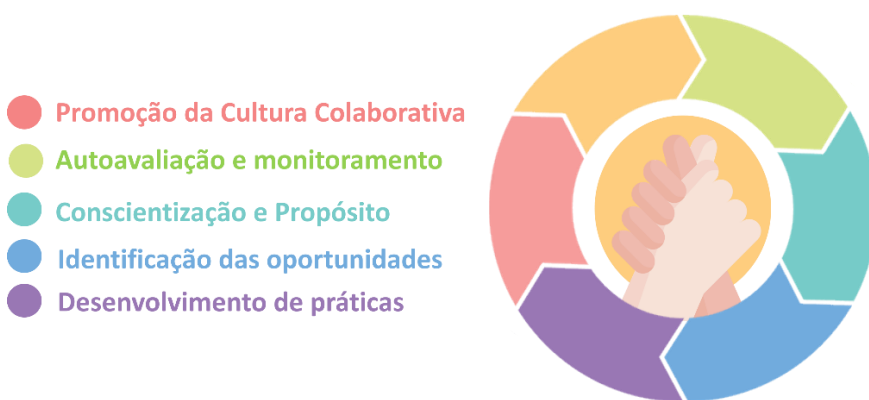 Promoção da Cultura Colaborativa
Autoavaliação e monitoramento
Conscientização e Propósito
Identificação das oportunidades
Desenvolvimento de práticas